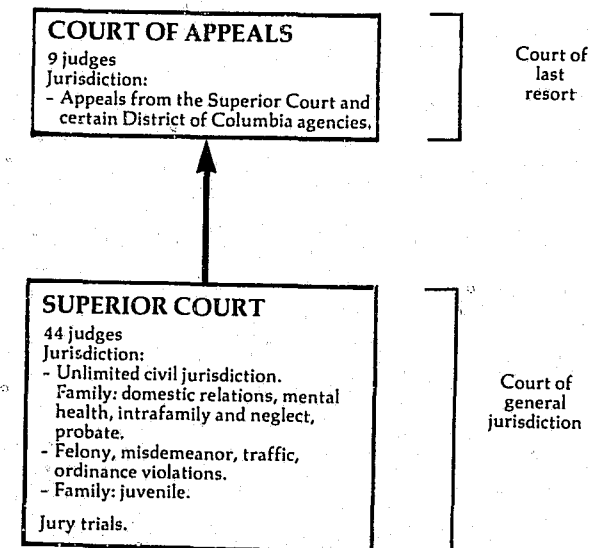 COURT OF APPEALS
9 judges
Jurisdiction:
- Appeals from the Superior Court and
certain District of Columbia agencies.
Court of
last
resort
SUPERIOR COURT
44 judges
Jurisdiction:
- Unlimited civil jurisdiction.
Family: domestic relations, mental
health, intrafamily and neglect,
probate.
- Felony, misdemeanor, traffic,
ordinance violations.
- Family: juvenile.
Jury trials.
Court of
general
jurisdiction